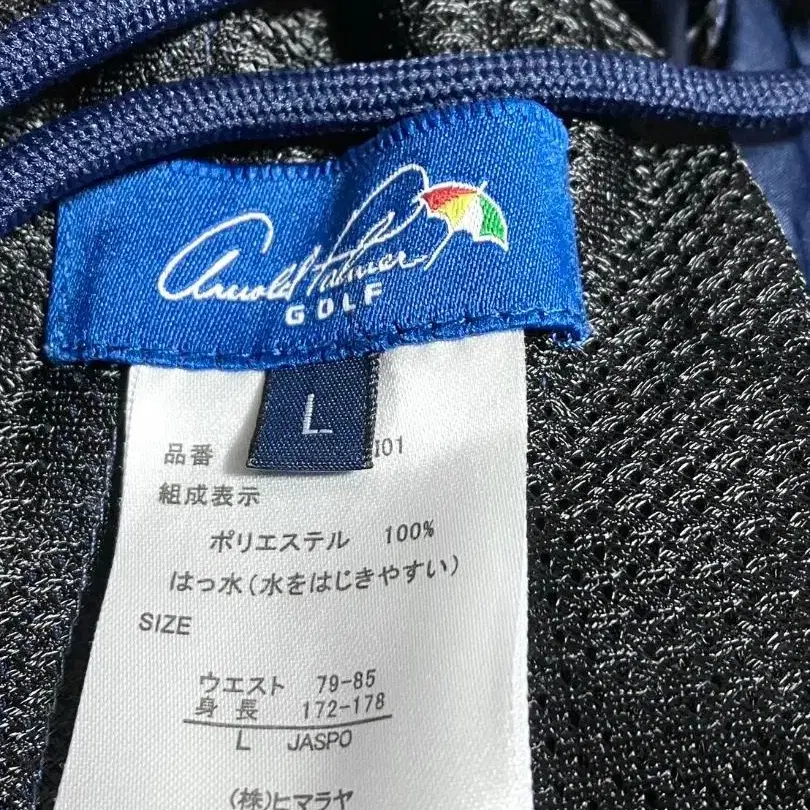 Arnold Palmer
GOLF
L
品番 I01
組成表示
ポリエステル 100%
はっ水(水をはじきやすい)
SIZE
ウエスト 79-85
身長 172-178
L JASPO
(株)ヒマラヤ